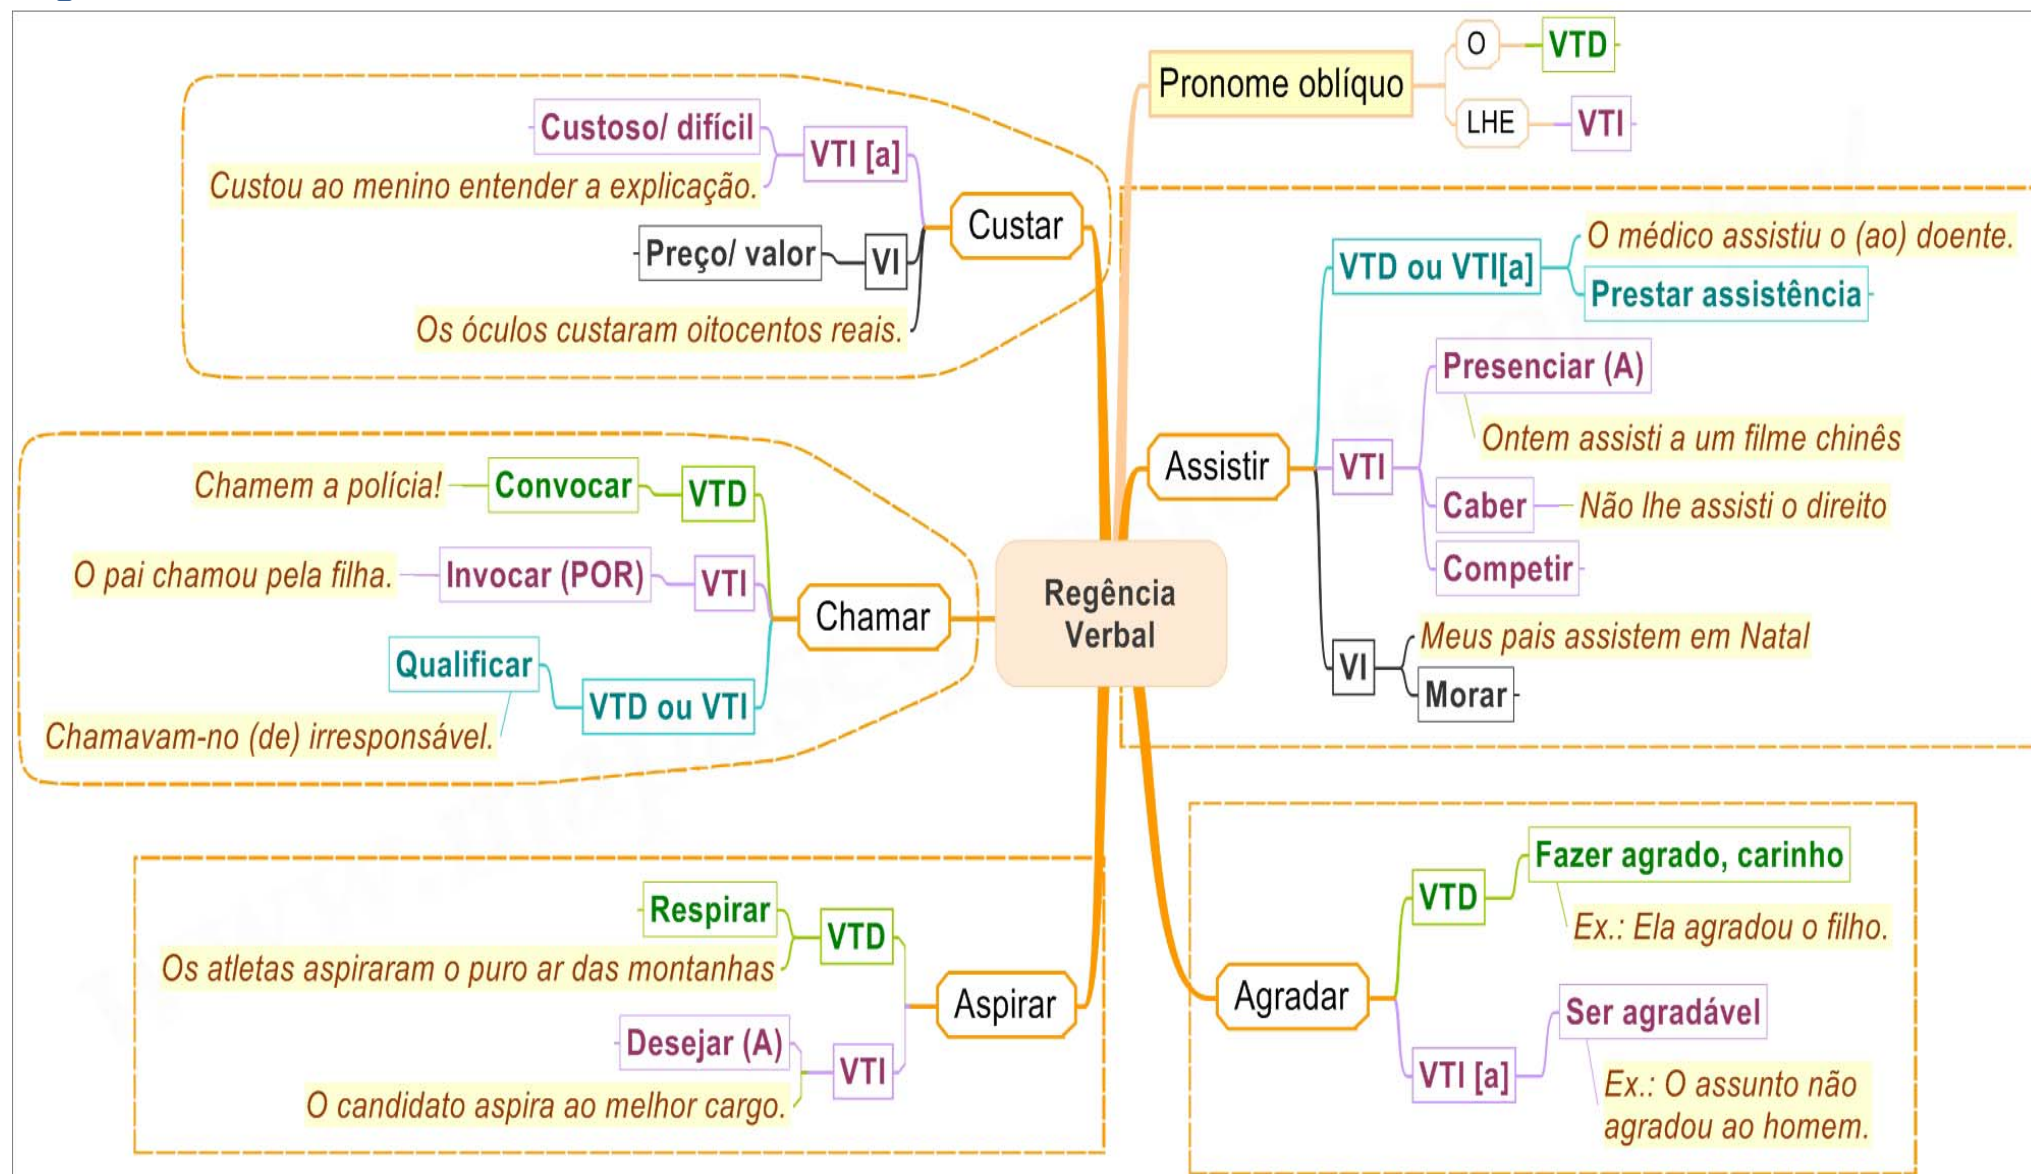 Regência
Verbal
Pronome oblíquo
O
VTD
LHE
VTI
Assistir
VTD ou VTI[a]
O médico assistiu o (ao) doente.
Prestar assistência
VTI
Presenciar (A)
Ontem assisti a um filme chinês
Caber
Não lhe assisti o direito
Competir
VI
Meus pais assistem em Natal
Morar
Agradar
VTD
Fazer agrado, carinho
Ex.: Ela agradou o filho.
VTI [a]
Ser agradável
Ex.: O assunto não
agradou ao homem.
Custar
VTI [a]
Custoso/ difícil
Custou ao menino entender a explicação.
VI
Preço/ valor
Os óculos custaram oitocentos reais.
Chamar
VTD
Convocar
Chamem a polícia!
VTI
Invocar (POR)
O pai chamou pela filha.
VTD ou VTI
Qualificar
Chamavam-no (de) irresponsável.
Aspirar
VTD
Respirar
Os atletas aspiraram o puro ar das montanhas
VTI
Desejar (A)
O candidato aspira ao melhor cargo.